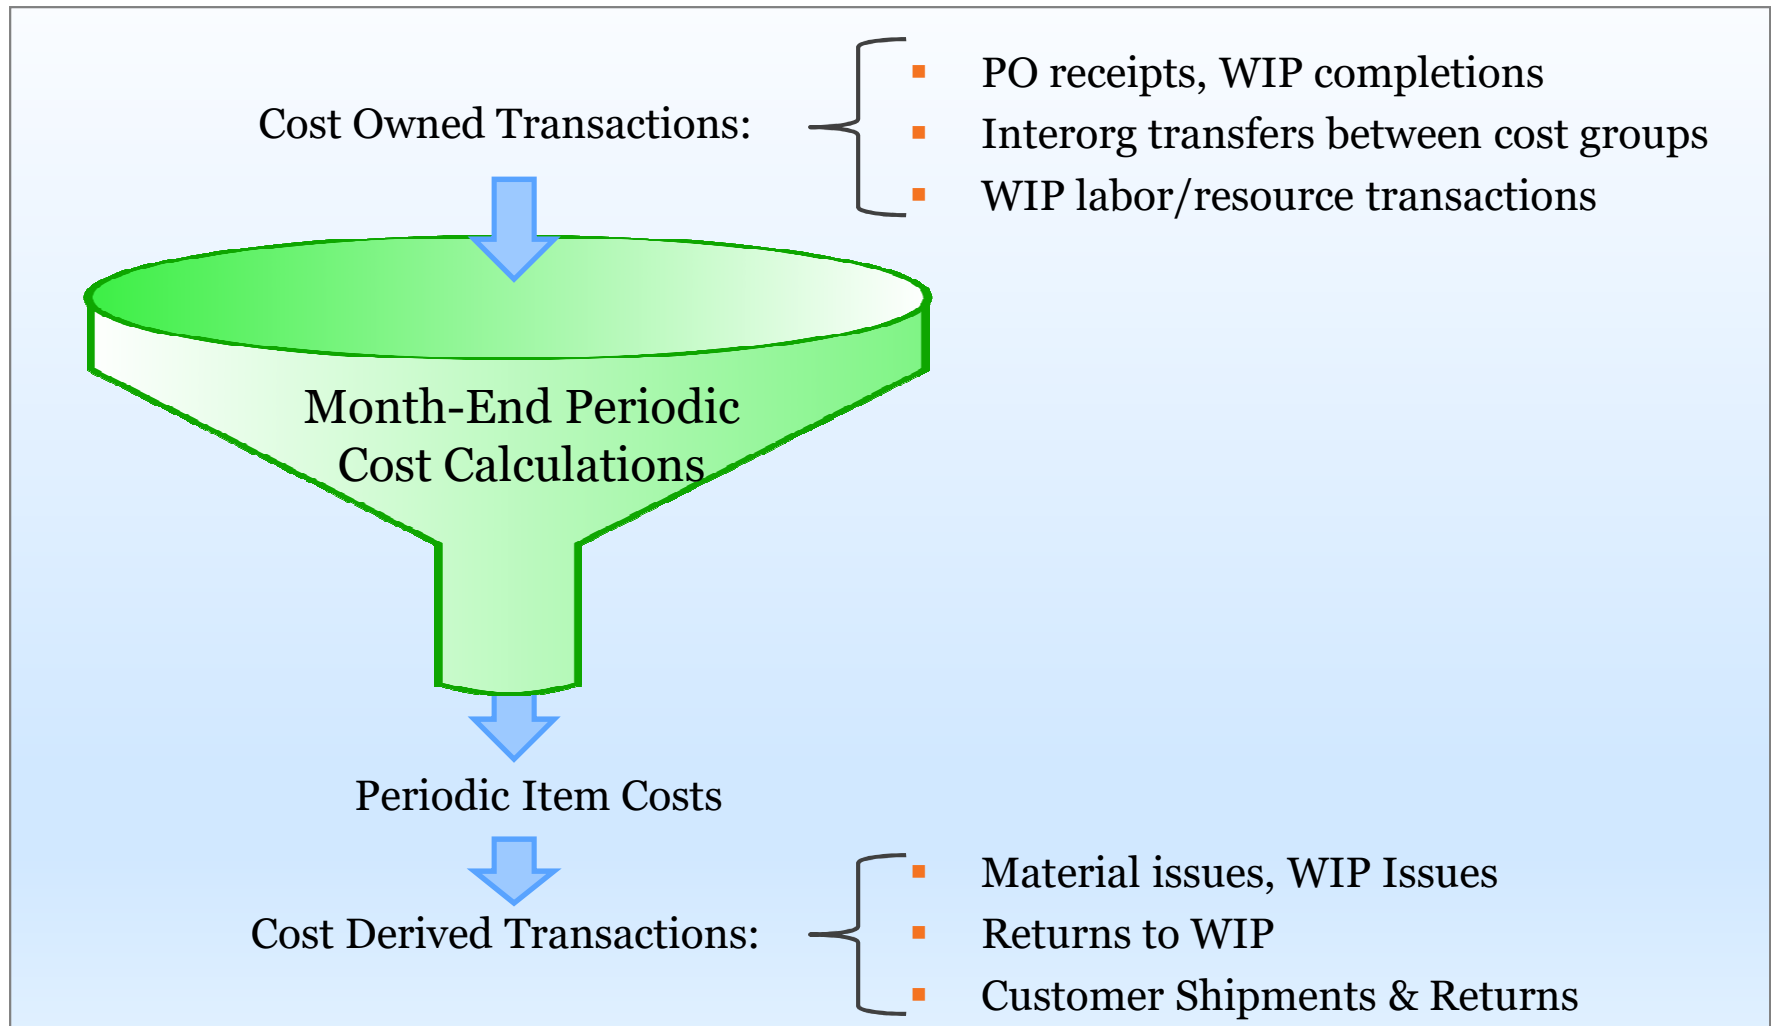 Cost Owned Transactions:
PO receipts, WIP completions
Interorg transfers between cost groups
WIP labor/resource transactions
Month-End Periodic
Cost Calculations
Periodic Item Costs
Cost Derived Transactions:
Material issues, WIP Issues
Returns to WIP
Customer Shipments & Returns